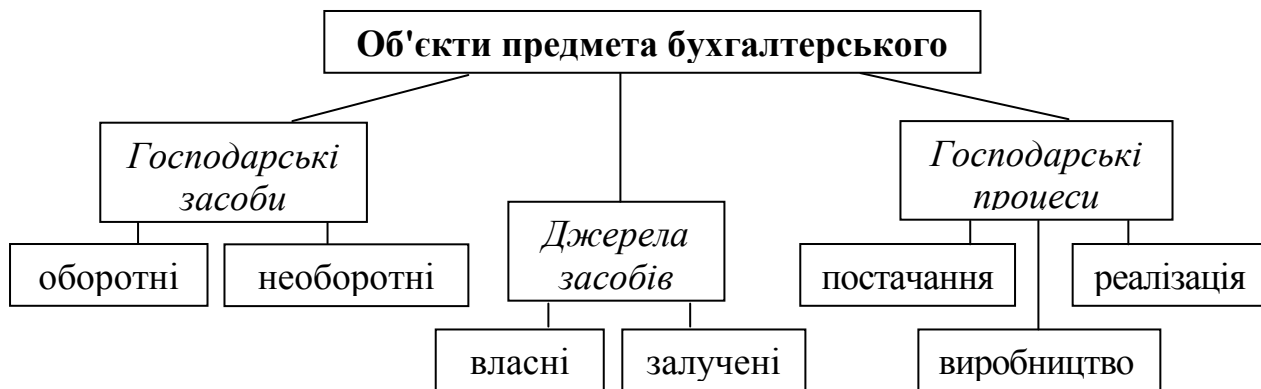 Об'єкти предмета бухгалтерського
Господарські
засоби
Джерела
засобів
Господарські
процеси
оборотні
необоротні
власні
залучені
постачання
виробництво
реалізація